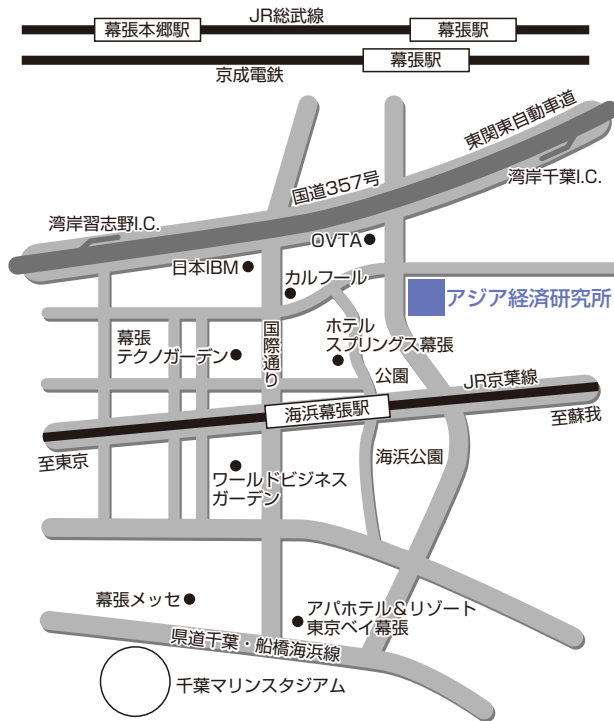 JR総武線
幕張本郷駅
幕張駅
幕張駅
京成電鉄
東関東自動車道
国道357号
湾岸千葉I.C.
湾岸習志野I.C.
OVTA
日本IBM
カルフール
アジア経済研究所
国際通り
幕張
テクノガーデン
ホテル
スプリングス幕張
公園
JR京葉線
海浜幕張駅
至蘇我
至東京
海浜公園
ワールドビジネス
ガーデン
幕張メッセ
アパホテル&リゾート
東京ベイ幕張
県道千葉・船橋海浜線
千葉マリンスタジアム